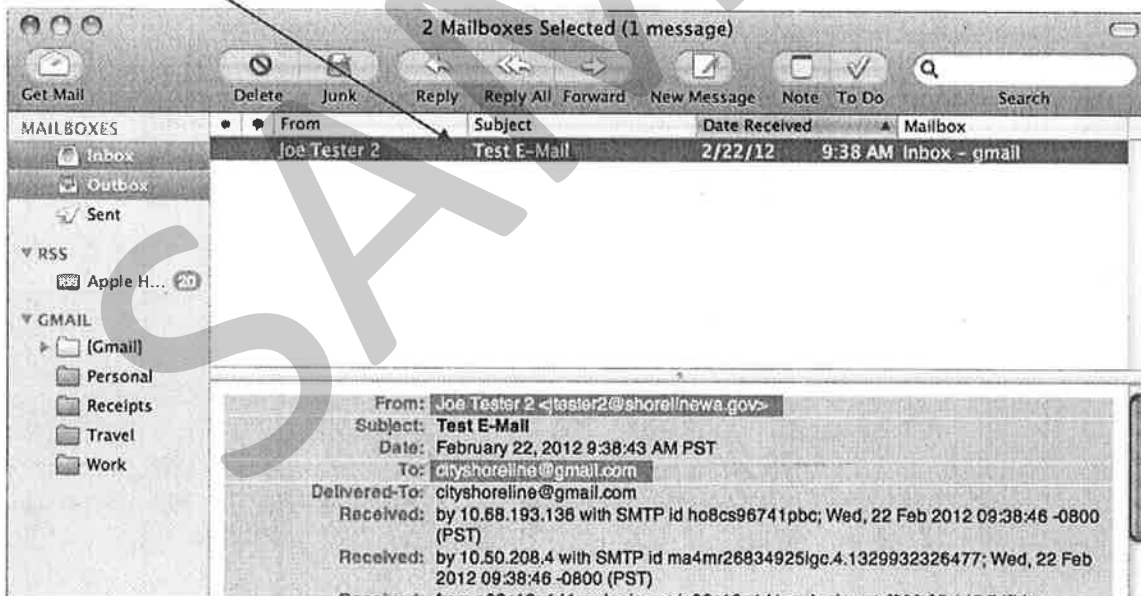 2 Mailboxes Selected (1 message)
Get Mail
Delete Junk Reply Reply All Forward New Message Note To Do Search
MAILBOXES
Inbox
Outbox
Sent
RSS
Apple H... 20
GMAIL
[Gmail]
Personal
Receipts
Travel
Work
From Subject Date Received Mailbox
Joe Tester 2 Test E-Mail 2/22/12 9:38 AM Inbox – gmail
From: Joe Tester 2 <jtester2@shorelinewa.gov>
Subject: Test E-Mail
Date: February 22, 2012 9:38:43 AM PST
To: cityshoreline@gmail.com
Delivered-To: cityshoreline@gmail.com
Received: by 10.68.193.136 with SMTP id ho8cs96741pbc; Wed, 22 Feb 2012 09:38:46 -0800
(PST)
Received: by 10.50.208.4 with SMTP id ma4mr26834925igc.4.1329932326477; Wed, 22 Feb
2012 09:38:46 -0800 (PST)